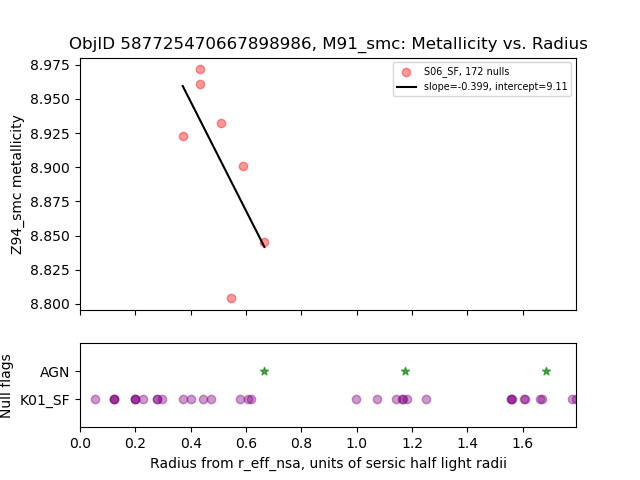 ObjID 587725470667898986, M91_smc: Metallicity vs. Radius
8.975
8.950
8.925
8.900
8.875
8.850
8.825
8.800
Z94_smc metallicity
S06_SF, 172 nulls
slope=-0.399, intercept=9.11
Null flags
AGN
K01_SF
0.0 0.2 0.4 0.6 0.8 1.0 1.2 1.4 1.6
Radius from r_eff_nsa, units of sersic half light radii